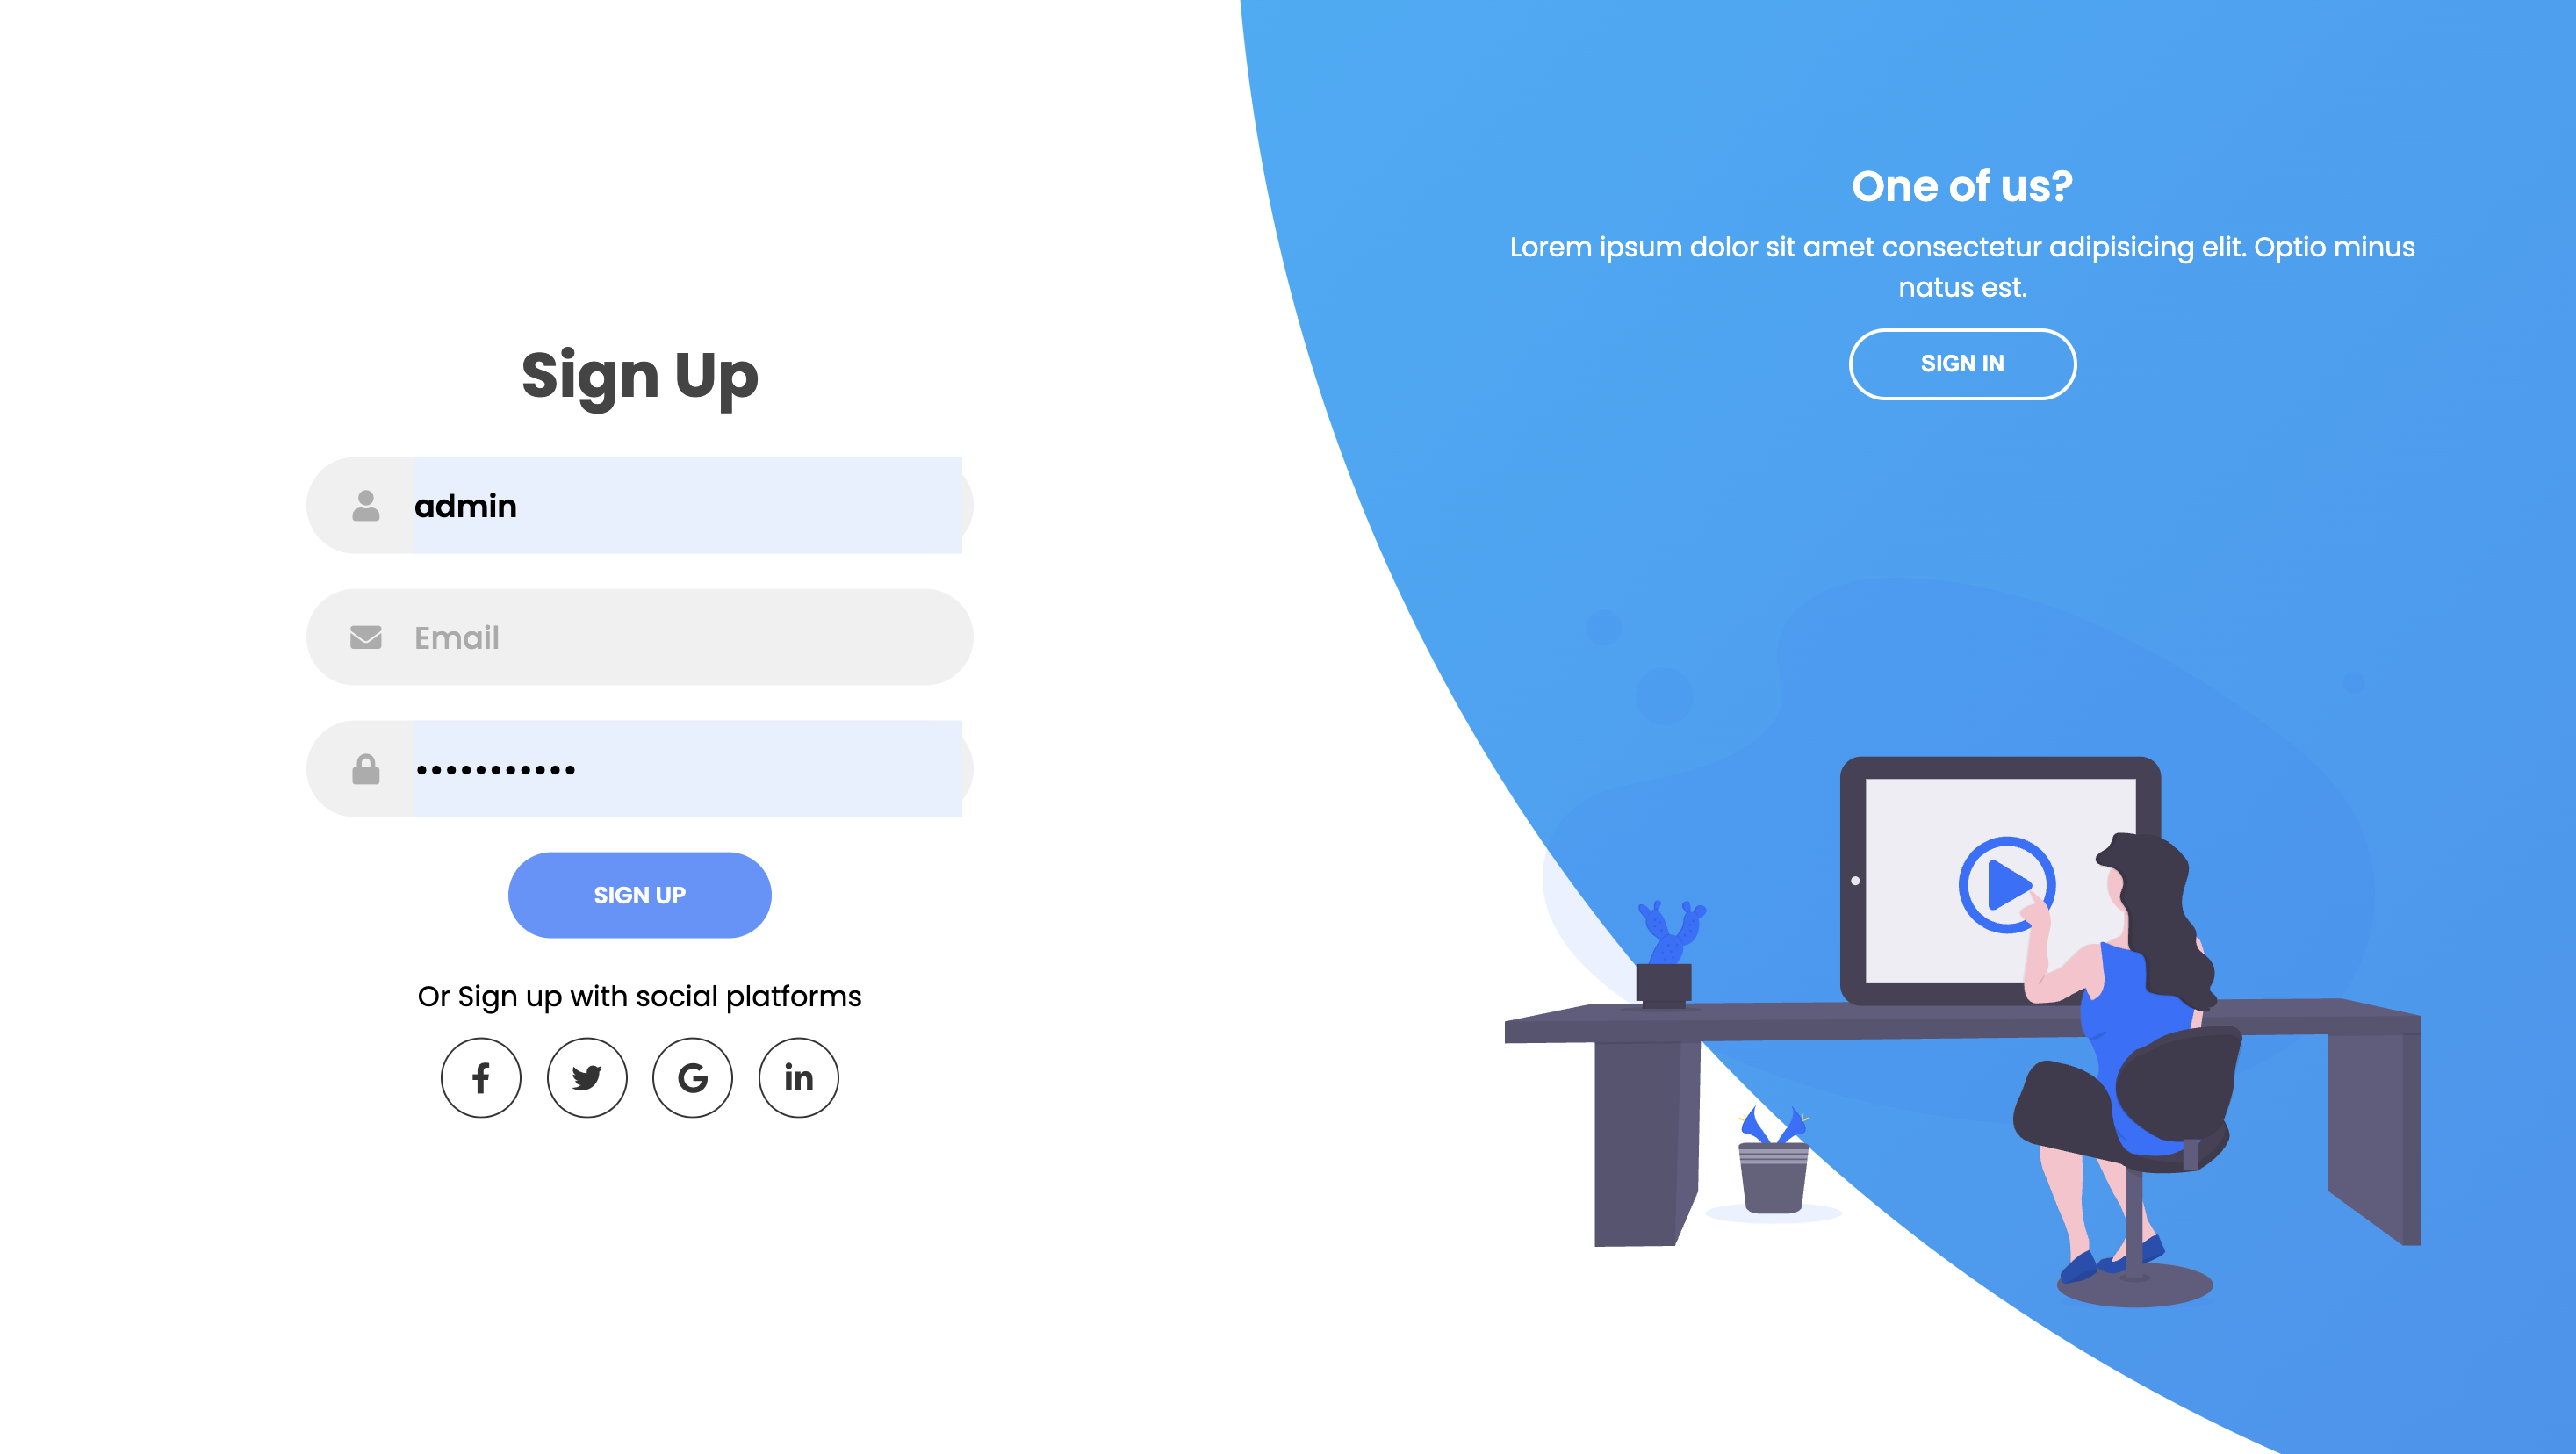 Sign Up
admin
Email
•••••••••••
SIGN UP
Or Sign up with social platforms
One of us?
Lorem ipsum dolor sit amet consectetur adipisicing elit. Optio minus
natus est.
SIGN IN